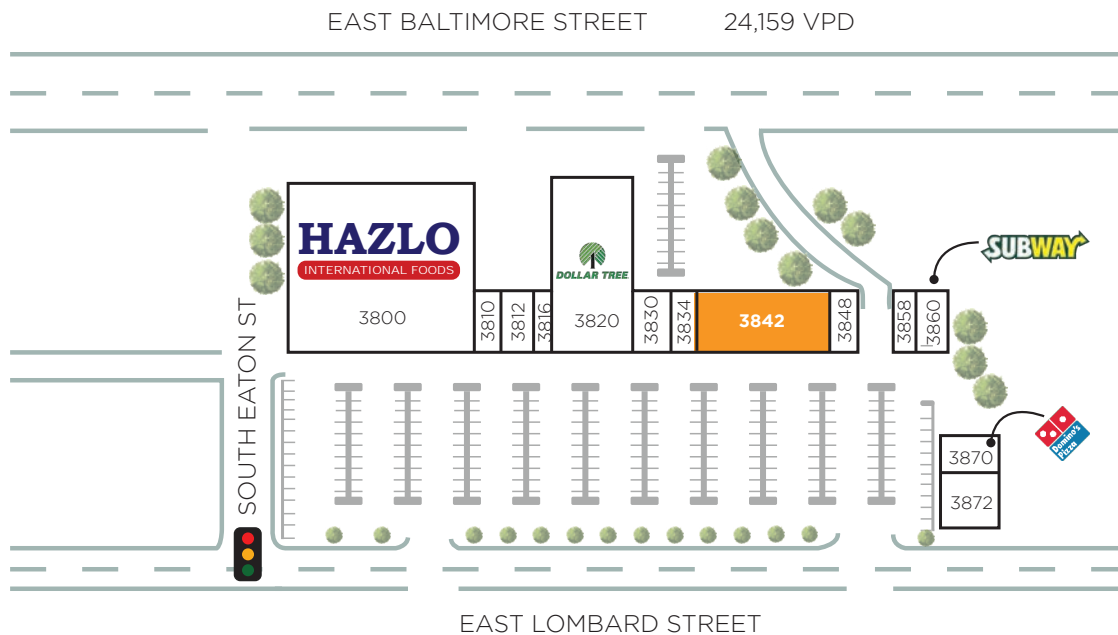 EAST BALTIMORE STREET 24,159 VPD
HAZLO
INTERNATIONAL FOODS
3800
3810
3812
3816
DOLLAR TREE
3820
3830
3834
3842
3848
3858
3860
SUBWAY
SOUTH EATON ST
Domino's
Pizza
3870
3872
EAST LOMBARD STREET